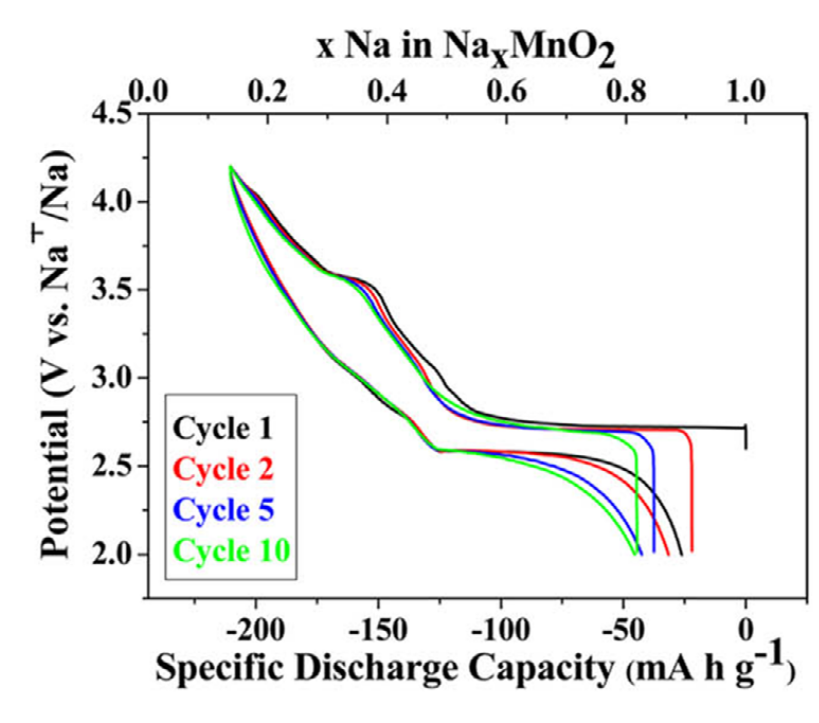 x Na in NaxMnO2
0.0 0.2 0.4 0.6 0.8 1.0
4.5
4.0
3.5
3.0
2.5
2.0
Potential (V vs. Na+/Na)
Cycle 1
Cycle 2
Cycle 5
Cycle 10
-200 -150 -100 -50 0
Specific Discharge Capacity (mA h g-1)